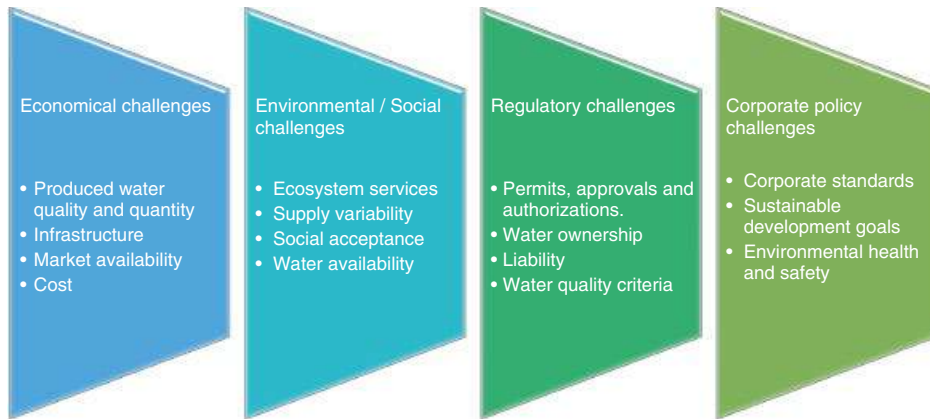 Economical challenges
• Produced water
quality and quantity
• Infrastructure
• Market availability
• Cost
Environmental / Social
challenges
• Ecosystem services
• Supply variability
• Social acceptance
• Water availability
Regulatory challenges
• Permits, approvals and
authorizations.
• Water ownership
• Liability
• Water quality criteria
Corporate policy
challenges
• Corporate standards
• Sustainable
development goals
• Environmental health
and safety